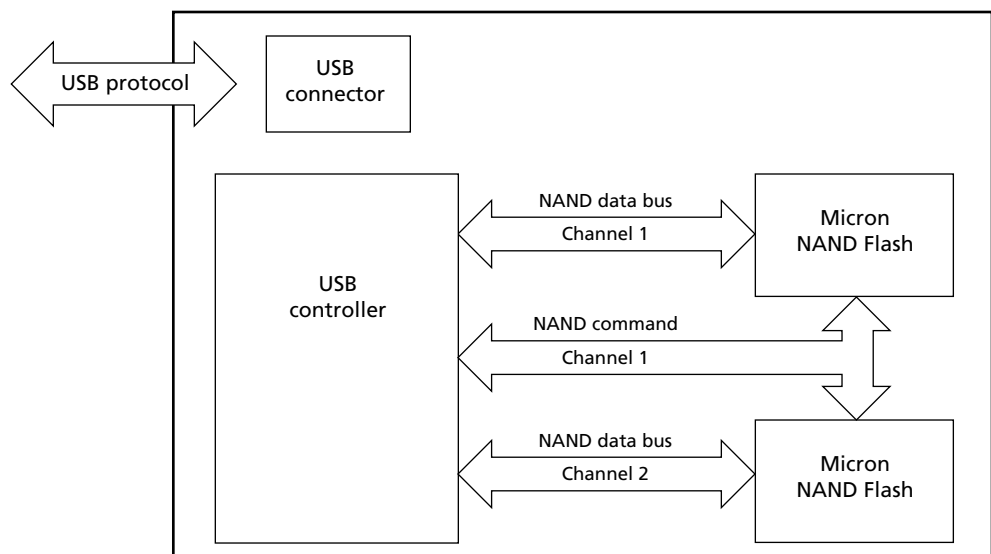 USB protocol
USB
connector
USB
controller
NAND data bus
Channel 1
Micron
NAND Flash
NAND command
Channel 1
NAND data bus
Channel 2
Micron
NAND Flash